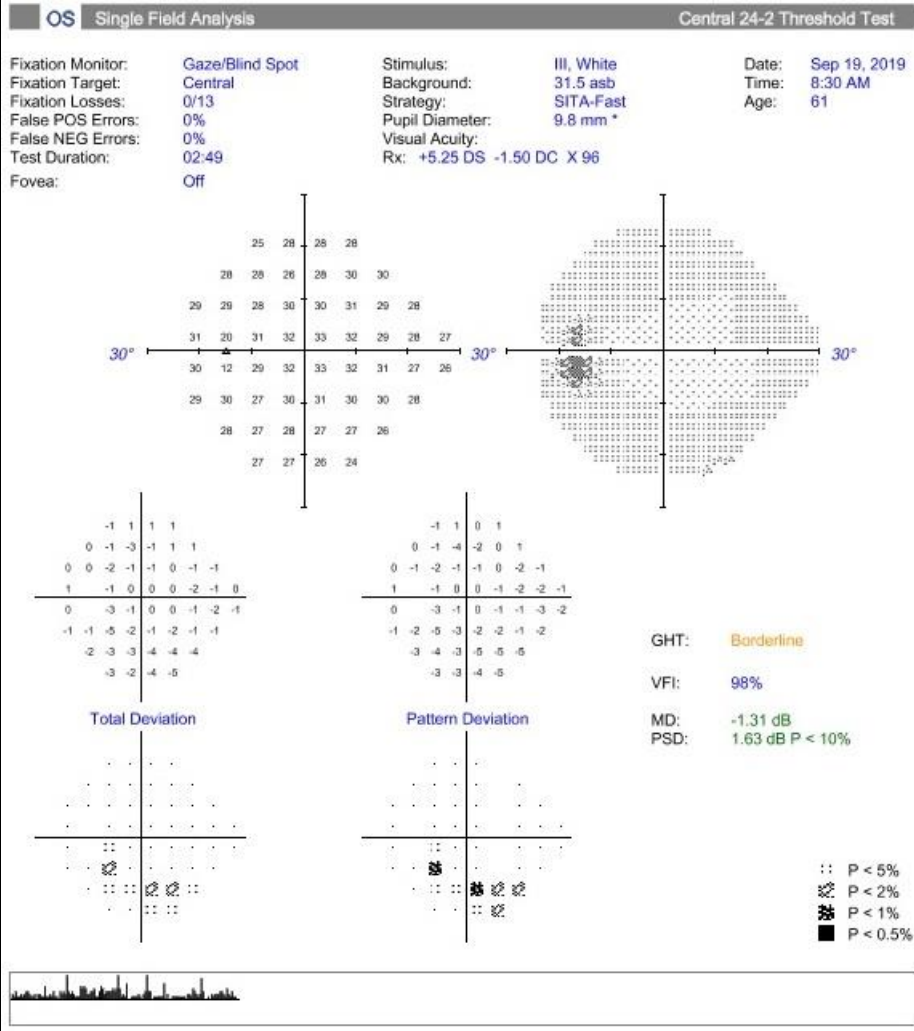 OS Single Field Analysis Central 24-2 Threshold Test
Fixation Monitor: Gaze/Blind Spot Stimulus: III, White Date: Sep 19, 2019
Fixation Target: Central Background: 31.5 asb Time: 8:30 AM
Fixation Losses: 0/13 Strategy: SITA-Fast Age: 61
False POS Errors: 0% Pupil Diameter: 9.8 mm *
False NEG Errors: 0% Visual Acuity:
Test Duration: 02:49 Rx: +5.25 DS -1.50 DC X 96
Fovea: Off
25 28 28 28
28 28 26 28 30 30
29 29 28 30 30 31 29 28
31 20 31 32 33 32 29 28 27
30° 30° 30°
30 12 29 32 33 32 31 27 26
29 30 27 30 31 30 30 28
28 27 28 27 27 26
27 27 26 24
-1 1 1 1 -1 1 0 1
0 -1 -3 -1 1 1 0 -1 -4 -2 0 1
0 0 -2 -1 -1 0 -1 -1 0 -1 -2 -1 -1 0 -2 -1
1 -1 0 0 0 -2 -1 0 1 -1 0 0 -1 -2 -2 -1
0 -3 -1 0 0 -1 -2 -1 0 -3 -1 0 -1 -1 -3 -2
-1 -1 -5 -2 -1 -2 -1 -1 -1 -2 -5 -3 -2 -2 -1 -2
-2 -3 -3 -4 -4 -4 -3 -4 -3 -5 -5 -5
-3 -2 -4 -5 -3 -3 -4 -5
GHT: Borderline
VFI: 98%
Total Deviation Pattern Deviation
MD: -1.31 dB
PSD: 1.63 dB P < 10%
P < 5%
P < 2%
P < 1%
P < 0.5%